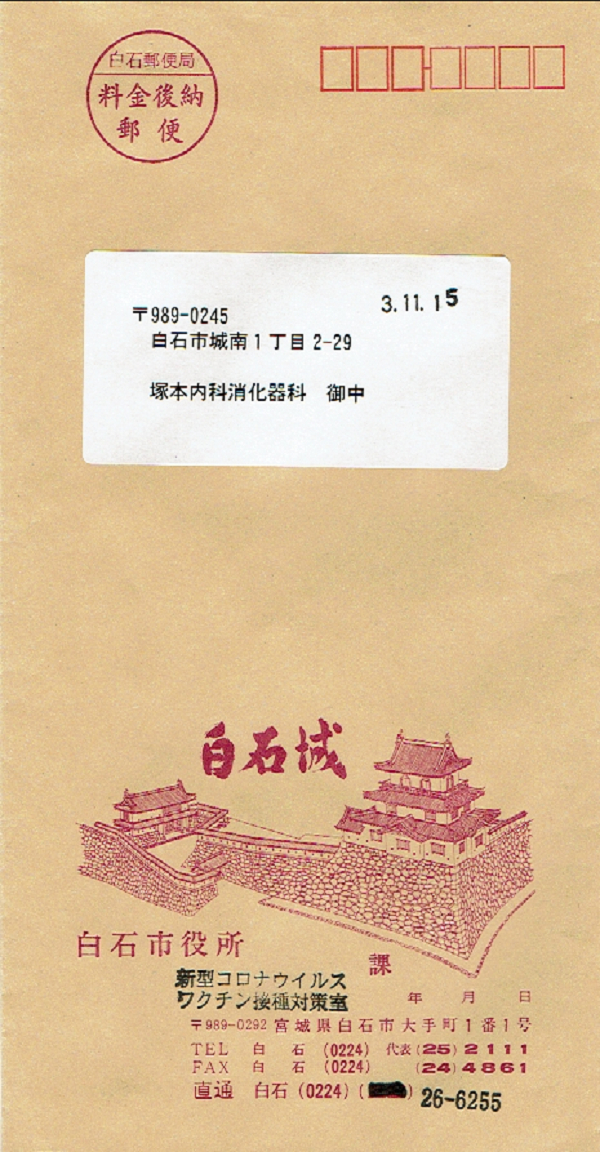 白石郵便局
料金後納
郵便
〒989-0245
3.11.15
白石市城南1丁目2-29
塚本内科消化器科 御中
白石城
白石市役所
課
新型コロナウイルス
ワクチン接種対策室
年 月 日
〒989-0292 宮城県白石市大手町1番1号
TEL 白石 (0224) 代表(25)2111
FAX 白石 (0224) (24)4861
直通 白石(0224)( ) 26-6255